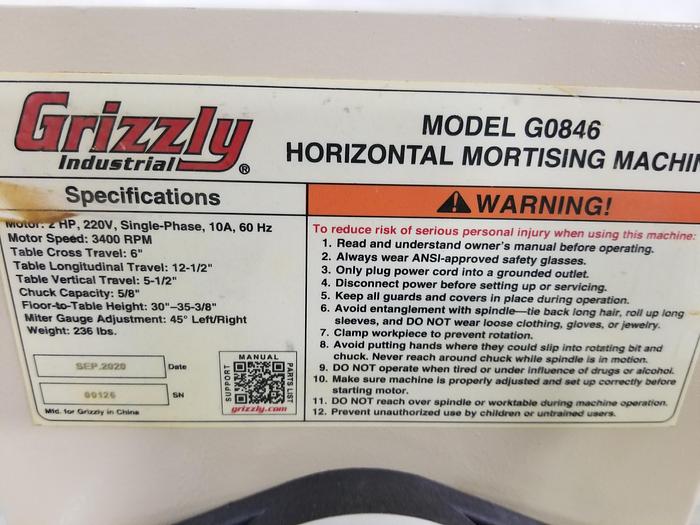 Grizzly
Industrial®
MODEL G0846
HORIZONTAL MORTISING MACHIN
Specifications
Motor: 2 HP, 220V, Single-Phase, 10A, 60 Hz
Motor Speed: 3400 RPM
Table Cross Travel: 6"
Table Longitudinal Travel: 12-1/2"
Table Vertical Travel: 5-1/2"
Chuck Capacity: 5/8"
Floor-to-Table Height: 30"–35-3/8"
Miter Gauge Adjustment: 45° Left/Right
Weight: 236 lbs.
SEP.2020 Date
00126 SN
Mfd. for Grizzly in China
MANUAL
SUPPORT
PARTS LIST
grizzly.com
WARNING!
To reduce risk of serious personal injury when using this machine:
1. Read and understand owner's manual before operating.
2. Always wear ANSI-approved safety glasses.
3. Only plug power cord into a grounded outlet.
4. Disconnect power before setting up or servicing.
5. Keep all guards and covers in place during operation.
6. Avoid entanglement with spindle—tie back long hair, roll up long
sleeves, and DO NOT wear loose clothing, gloves, or jewelry.
7. Clamp workpiece to prevent rotation.
8. Avoid putting hands where they could slip into rotating bit and
chuck. Never reach around chuck while spindle is in motion.
9. DO NOT operate when tired or under influence of drugs or alcohol.
10. Make sure machine is properly adjusted and set up correctly before
starting motor.
11. DO NOT reach over spindle or worktable during machine operation.
12. Prevent unauthorized use by children or untrained users.